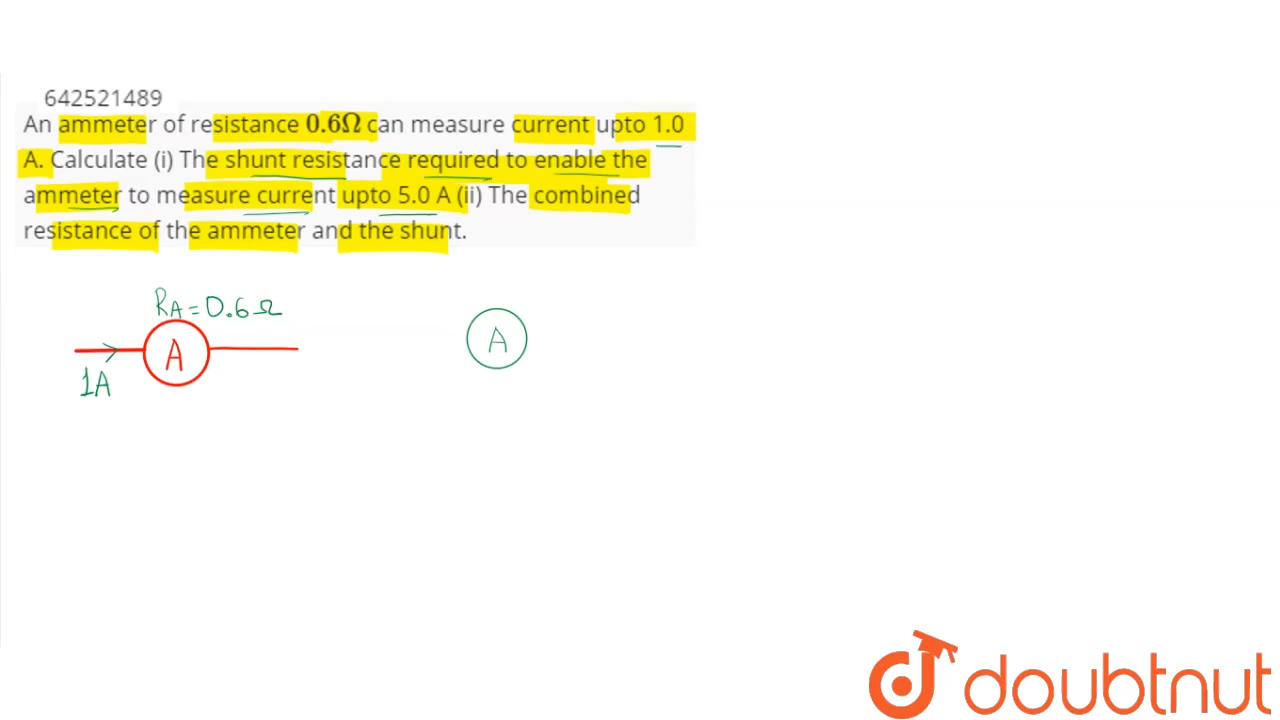 642521489
An ammeter of resistance 0.6Ω can measure current upto 1.0
A. Calculate (i) The shunt resistance required to enable the
ammeter to measure current upto 5.0 A (ii) The combined
resistance of the ammeter and the shunt.
R_A = 0.6 Ω
A
A
1A
doubtnut